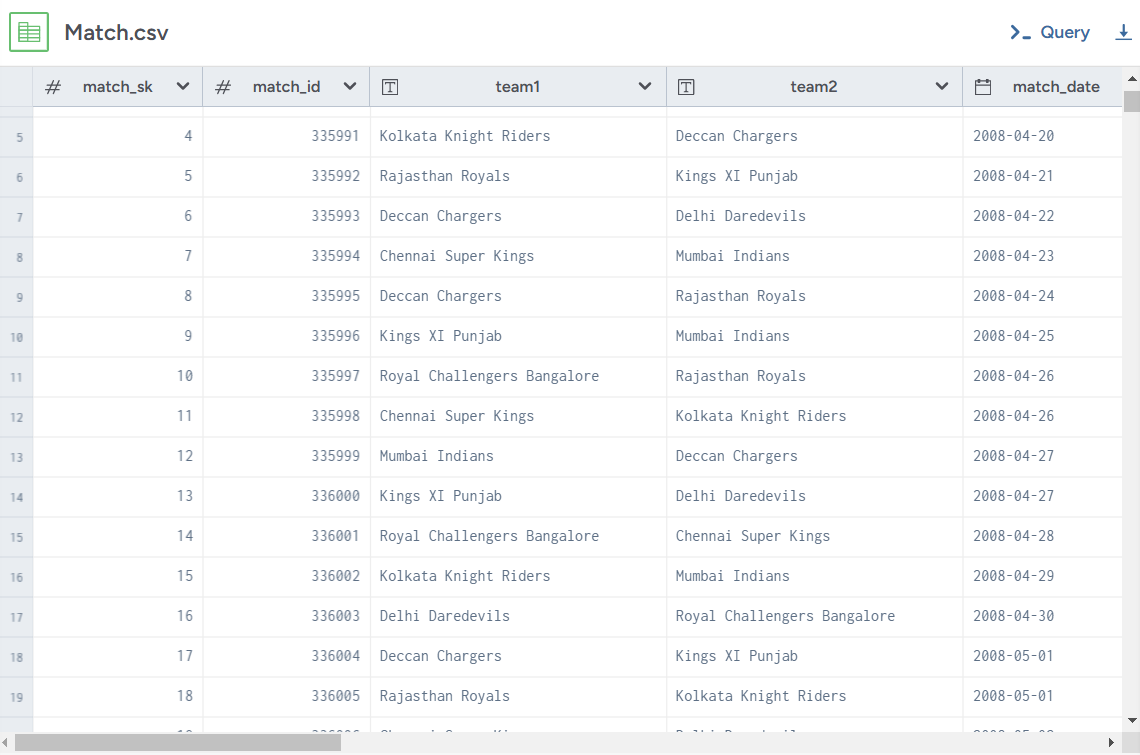 Match.csv Query
# match_sk # match_id T team1 T team2 match_date
5 4 335991 Kolkata Knight Riders Deccan Chargers 2008-04-20
6 5 335992 Rajasthan Royals Kings XI Punjab 2008-04-21
7 6 335993 Deccan Chargers Delhi Daredevils 2008-04-22
8 7 335994 Chennai Super Kings Mumbai Indians 2008-04-23
9 8 335995 Deccan Chargers Rajasthan Royals 2008-04-24
10 9 335996 Kings XI Punjab Mumbai Indians 2008-04-25
11 10 335997 Royal Challengers Bangalore Rajasthan Royals 2008-04-26
12 11 335998 Chennai Super Kings Kolkata Knight Riders 2008-04-26
13 12 335999 Mumbai Indians Deccan Chargers 2008-04-27
14 13 336000 Kings XI Punjab Delhi Daredevils 2008-04-27
15 14 336001 Royal Challengers Bangalore Chennai Super Kings 2008-04-28
16 15 336002 Kolkata Knight Riders Mumbai Indians 2008-04-29
17 16 336003 Delhi Daredevils Royal Challengers Bangalore 2008-04-30
18 17 336004 Deccan Chargers Kings XI Punjab 2008-05-01
19 18 336005 Rajasthan Royals Kolkata Knight Riders 2008-05-01